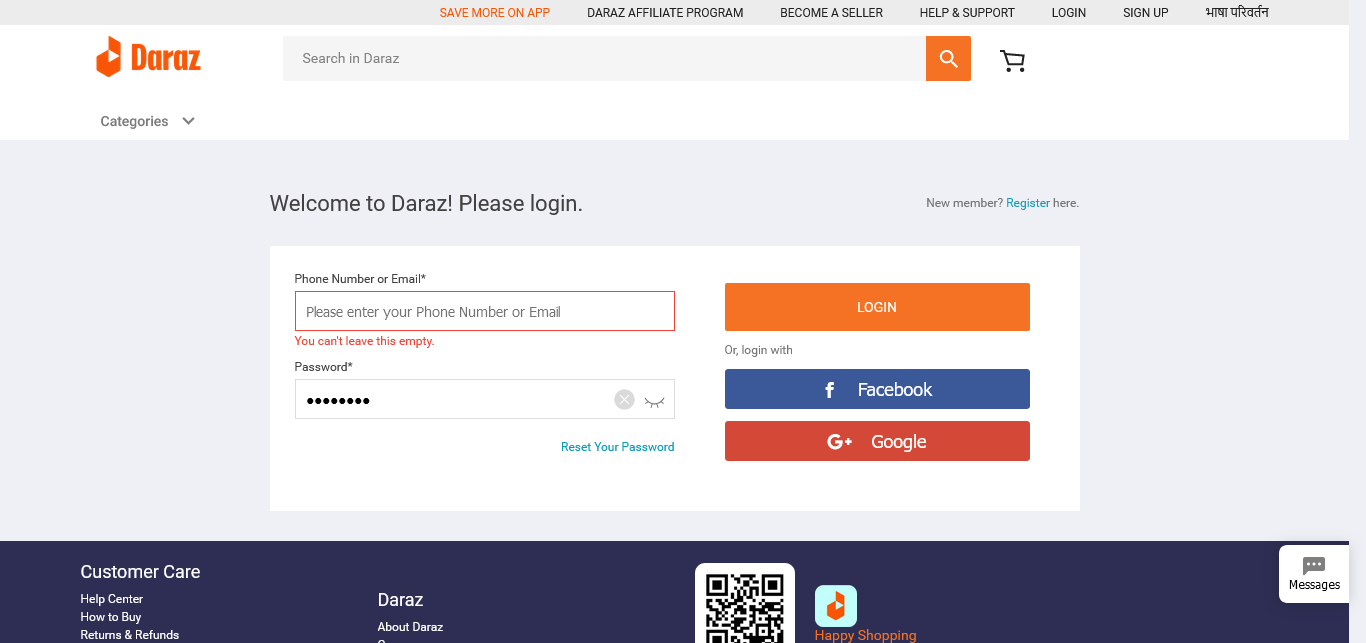 SAVE MORE ON APP DARAZ AFFILIATE PROGRAM BECOME A SELLER HELP & SUPPORT LOGIN SIGN UP भाषा परिवर्तन
Daraz
Search in Daraz
Categories
Welcome to Daraz! Please login.
New member? Register here.
Phone Number or Email*
Please enter your Phone Number or Email
You can't leave this empty.
Password*
Reset Your Password
LOGIN
Or, login with
Facebook
Google
Messages
Customer Care
Help Center
How to Buy
Returns & Refunds
Daraz
About Daraz
Happy Shopping